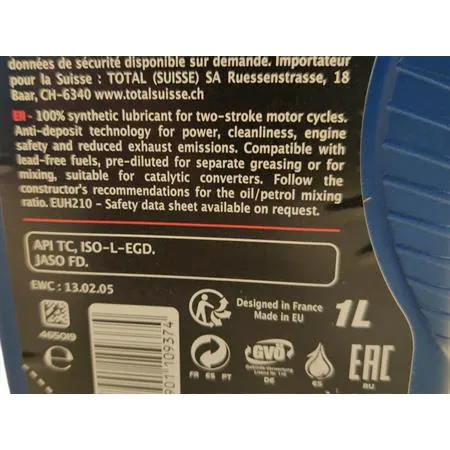 données de sécurité disponible sur demande. Importateur
pour la Suisse : TOTAL (SUISSE) SA Ruessenstrasse, 18
Baar, CH-6340 www.totalsuisse.ch
EN - 100% synthetic lubricant for two-stroke motor cycles.
Anti-deposit technology for power, cleanliness, engine
safety and reduced exhaust emissions. Compatible with
lead-free fuels, pre-diluted for separate greasing or for
mixing, suitable for catalytic converters. Follow the
constructor's recommendations for the oil/petrol mixing
ratio. EUH210 - Safety data sheet available on request.
API TC, ISO-L-EGD.
JASO FD.
EWC : 13.02.05
465019
Designed in France
Made in EU
1L
901 109374
FR ES PT
GVÖ
DE
ES
EAC
RU